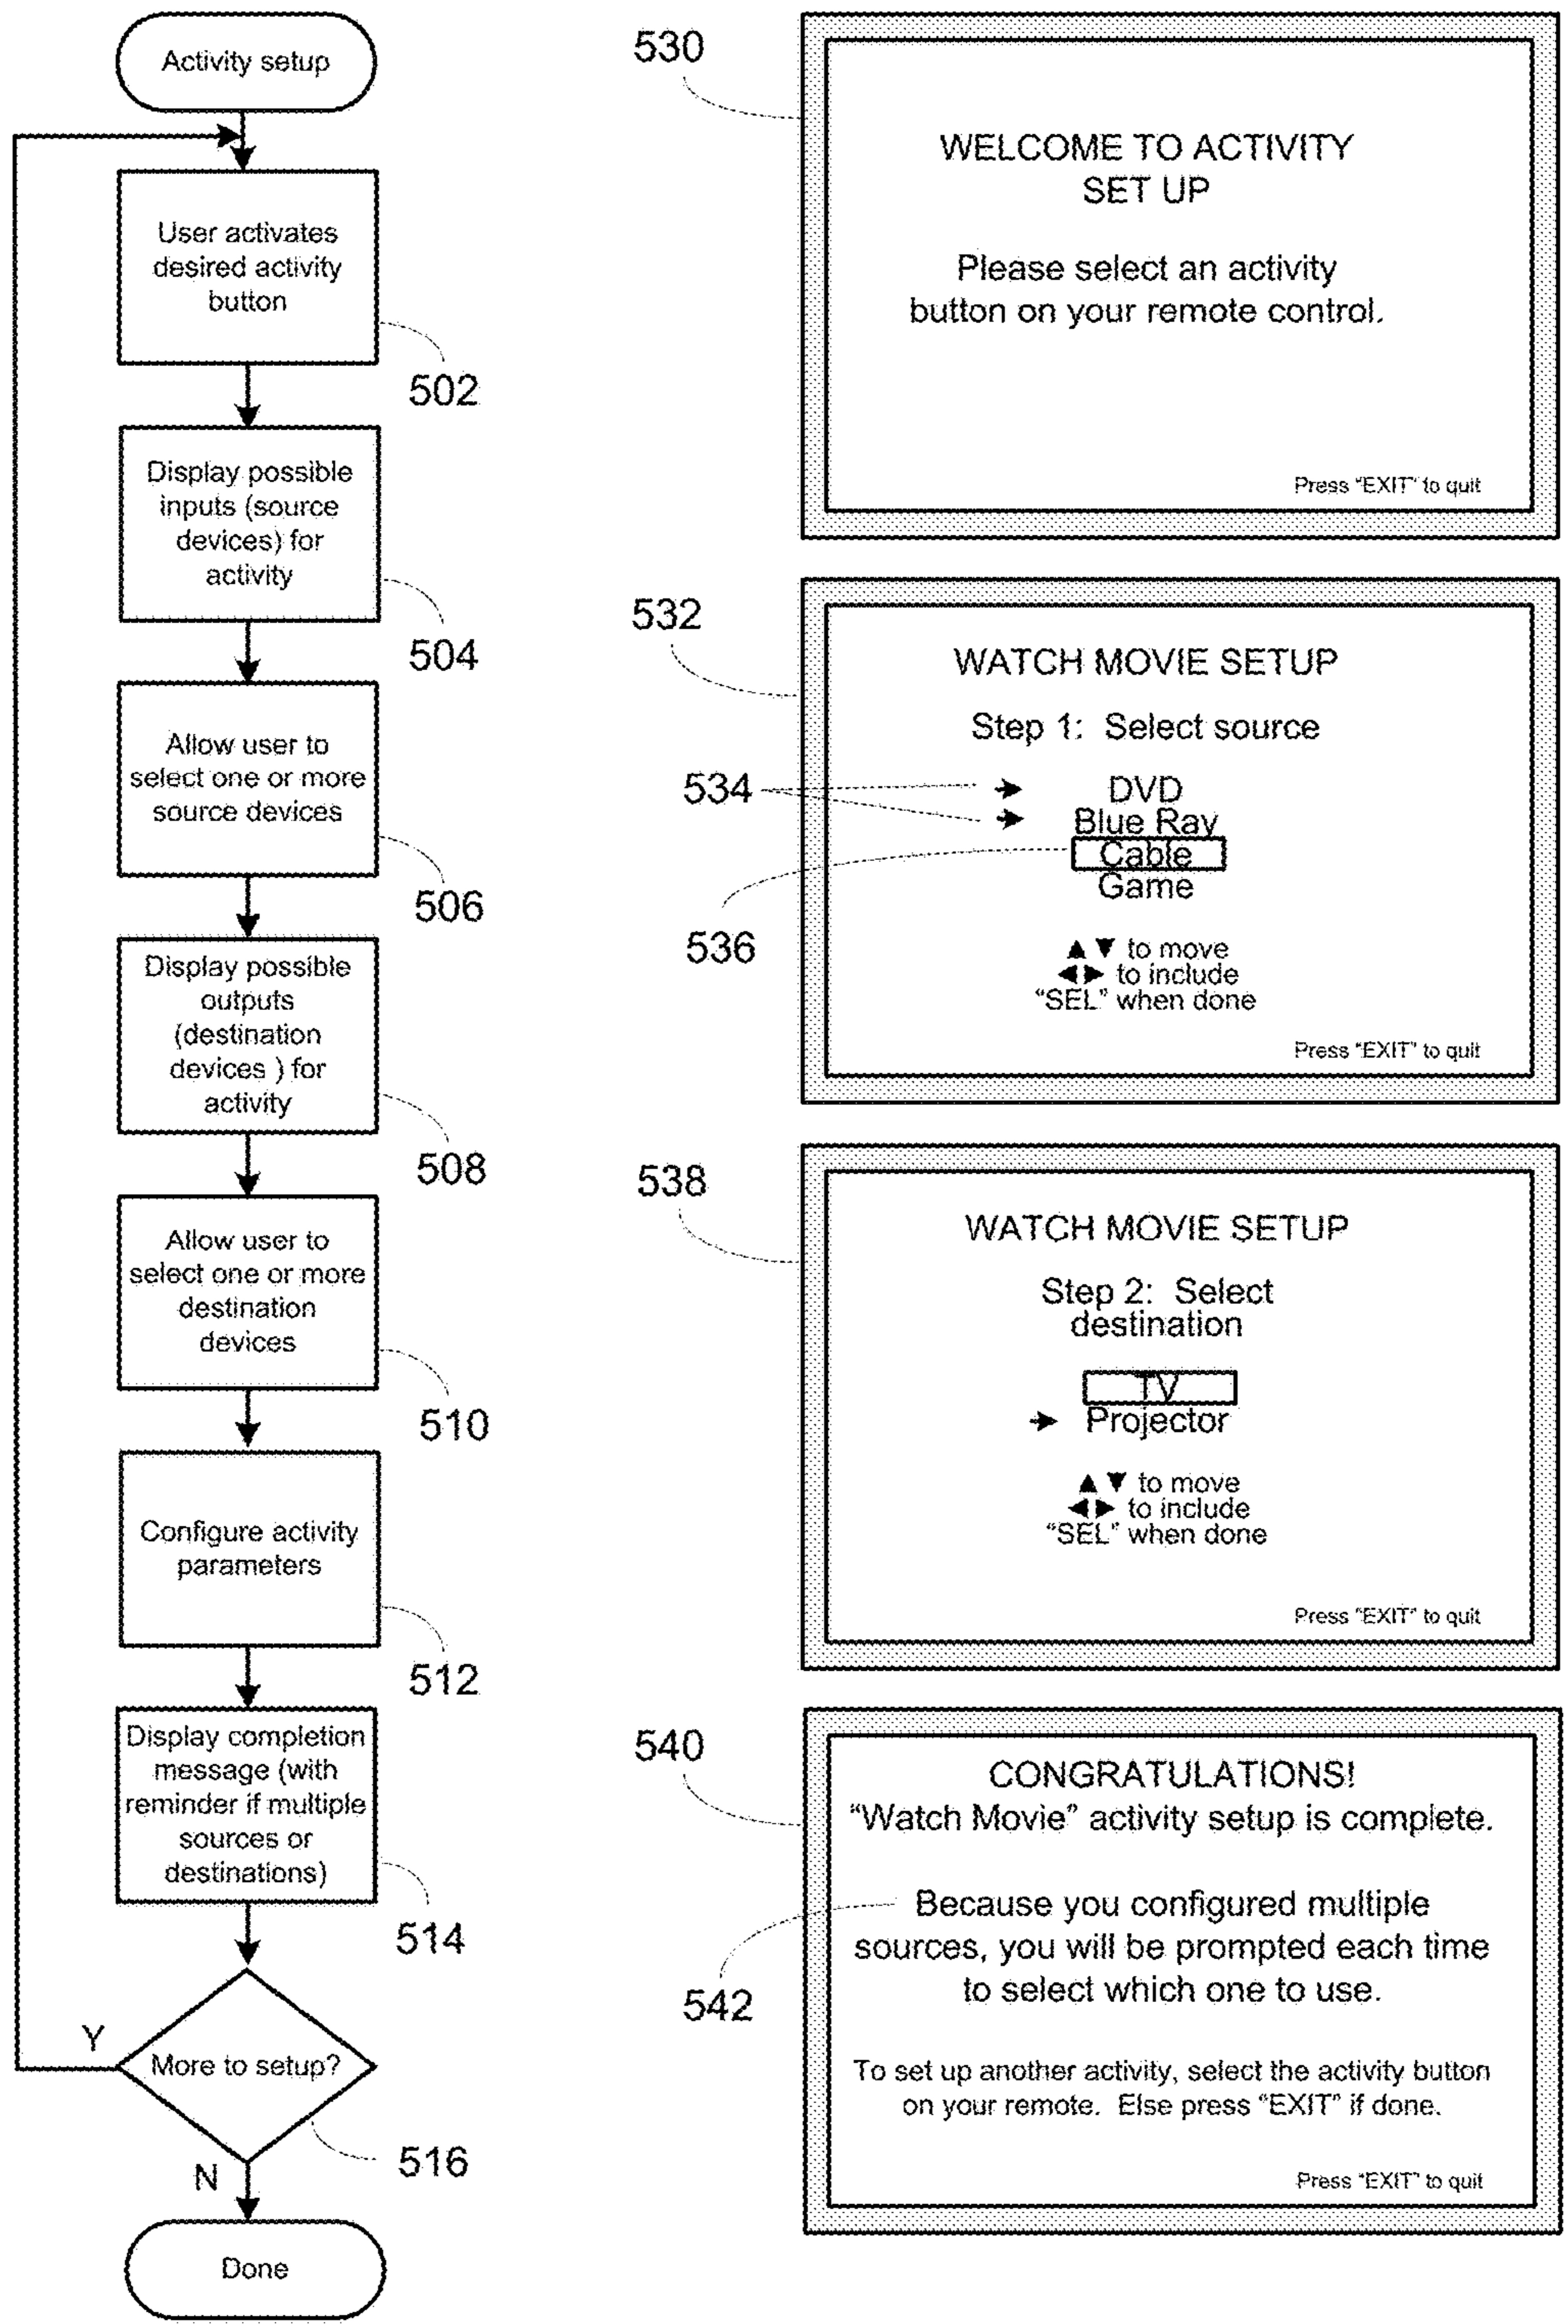 Activity setup
User activates
desired activity
button
502
Display possible
inputs (source
devices) for
activity
504
Allow user to
select one or more
source devices
506
Display possible
outputs
(destination
devices ) for
activity
508
Allow user to
select one or more
destination
devices
510
Configure activity
parameters
512
Display completion
message (with
reminder if multiple
sources or
destinations)
514
More to setup?
Y
516
N
Done
530
WELCOME TO ACTIVITY
SET UP
Please select an activity
button on your remote control.
Press "EXIT" to quit
532
WATCH MOVIE SETUP
Step 1: Select source
534
DVD
Blue Ray
Cable
Game
536
▲ ▼ to move
◀▶ to include
"SEL" when done
Press "EXIT" to quit
538
WATCH MOVIE SETUP
Step 2: Select
destination
TV
Projector
▲ ▼ to move
◀▶ to include
"SEL" when done
Press "EXIT" to quit
540
CONGRATULATIONS!
"Watch Movie" activity setup is complete.
Because you configured multiple
sources, you will be prompted each time
to select which one to use.
542
To set up another activity, select the activity button
on your remote. Else press "EXIT" if done.
Press "EXIT" to quit